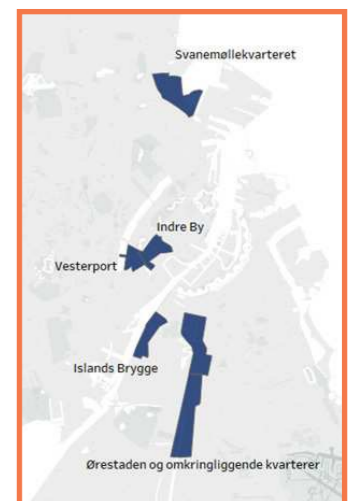 Svanemøllekvarteret
Indre By
Vesterport
Islands Brygge
Ørestaden og omkringliggende kvarterer